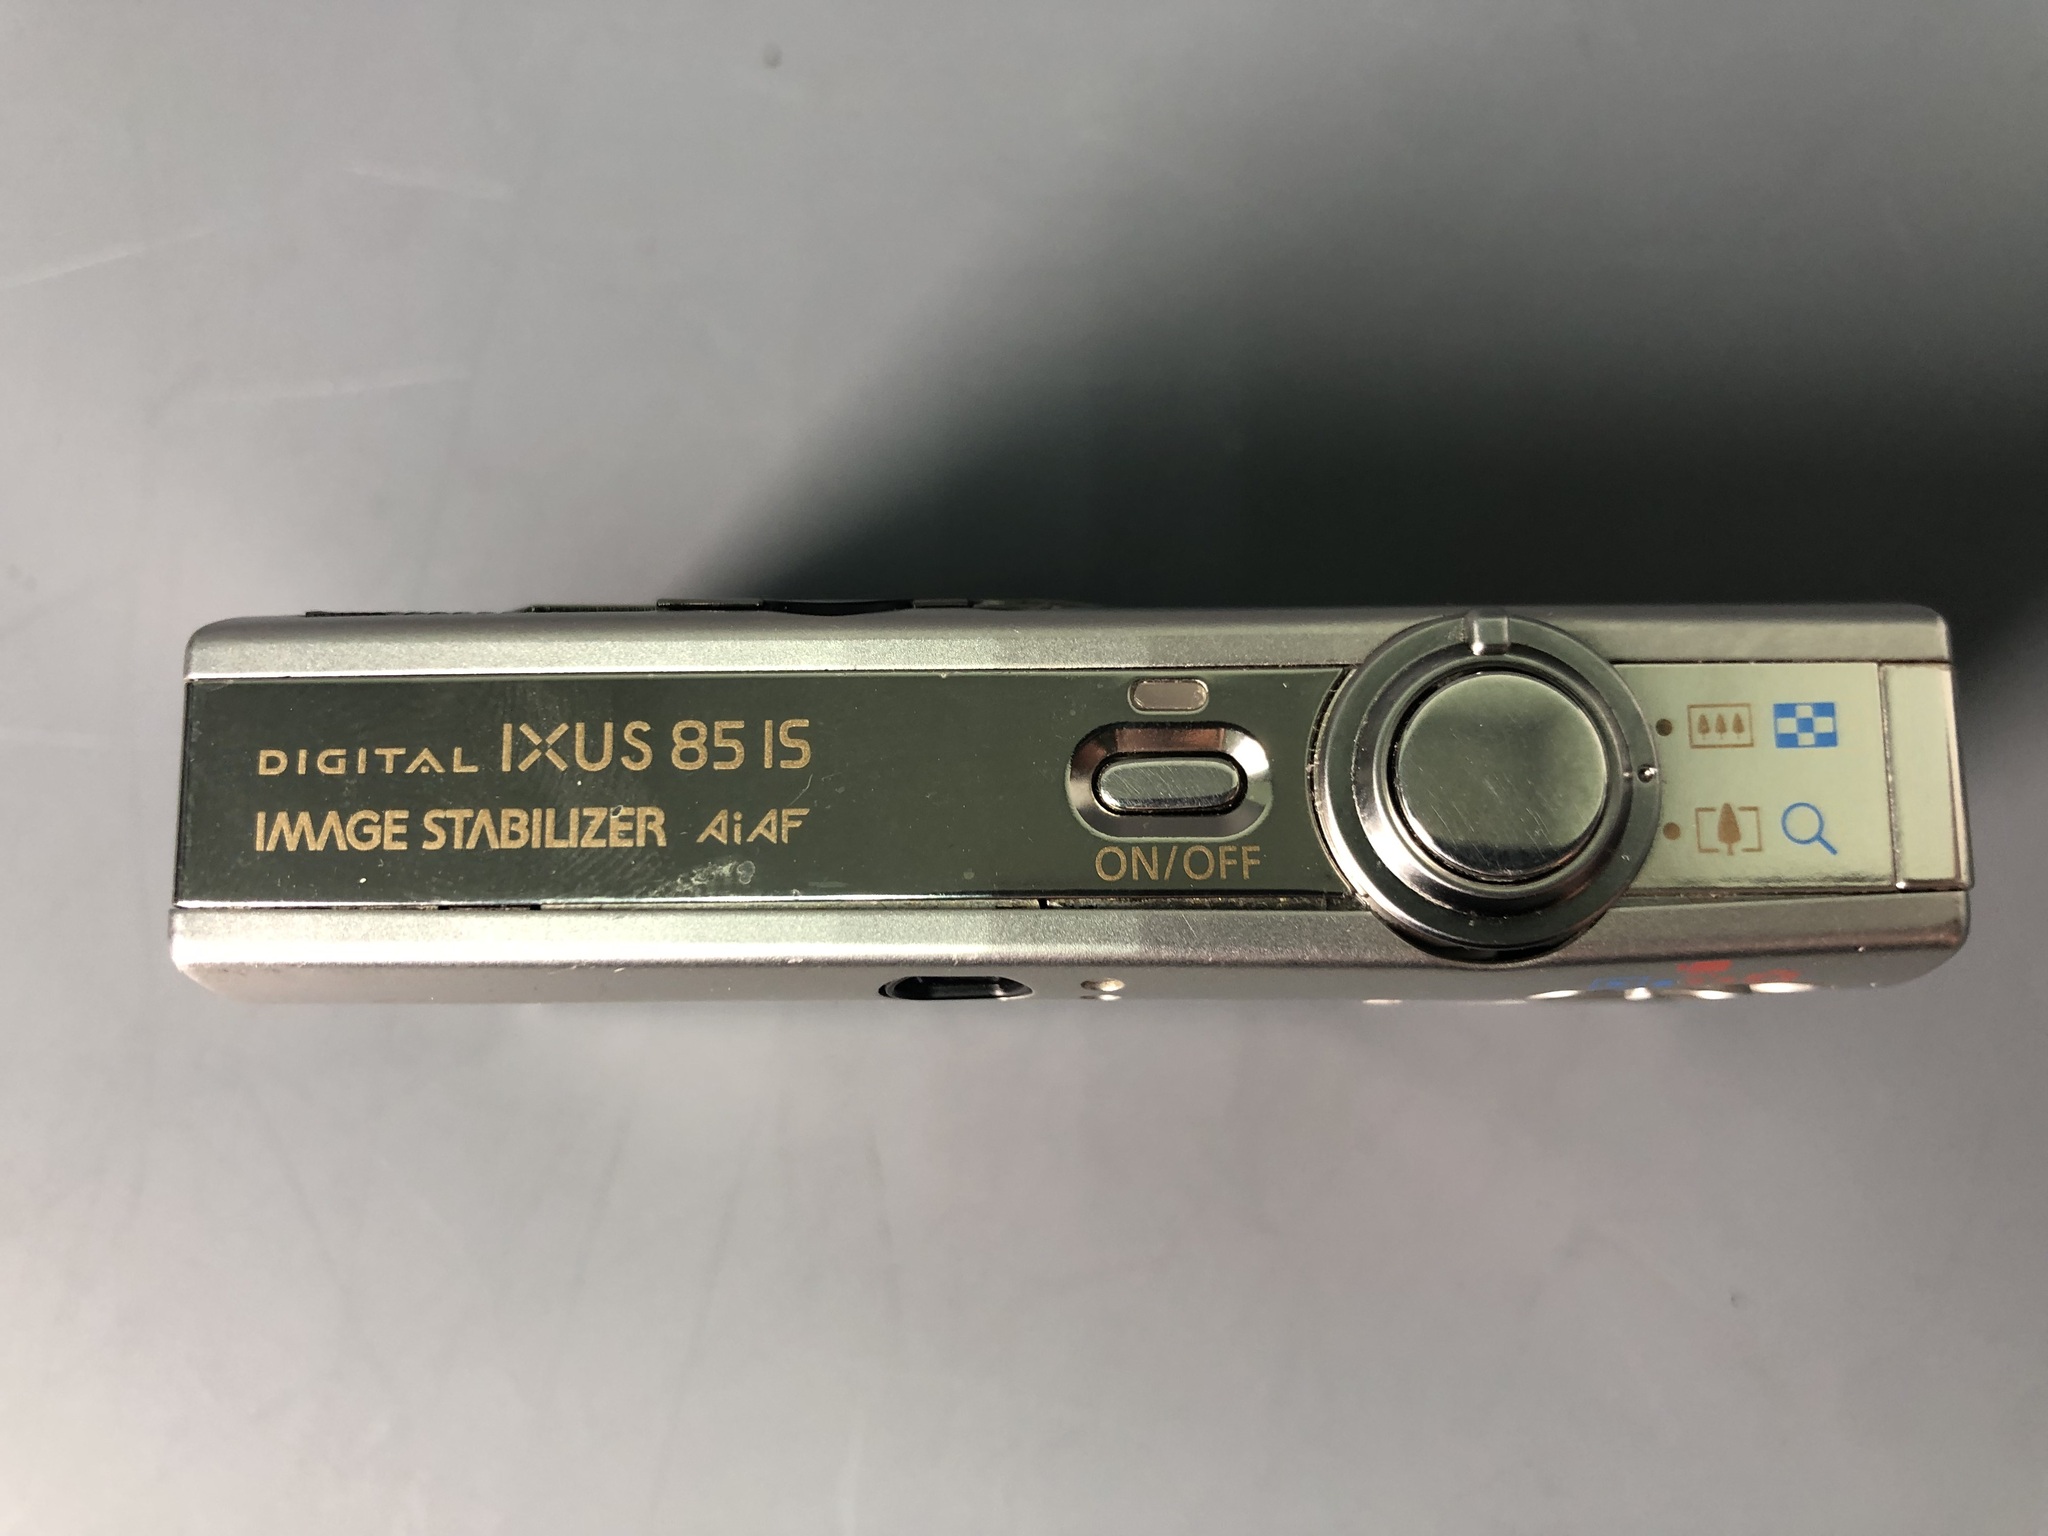 DIGITAL IXUS 85 IS
IMAGE STABILIZER AiAF
ON/OFF